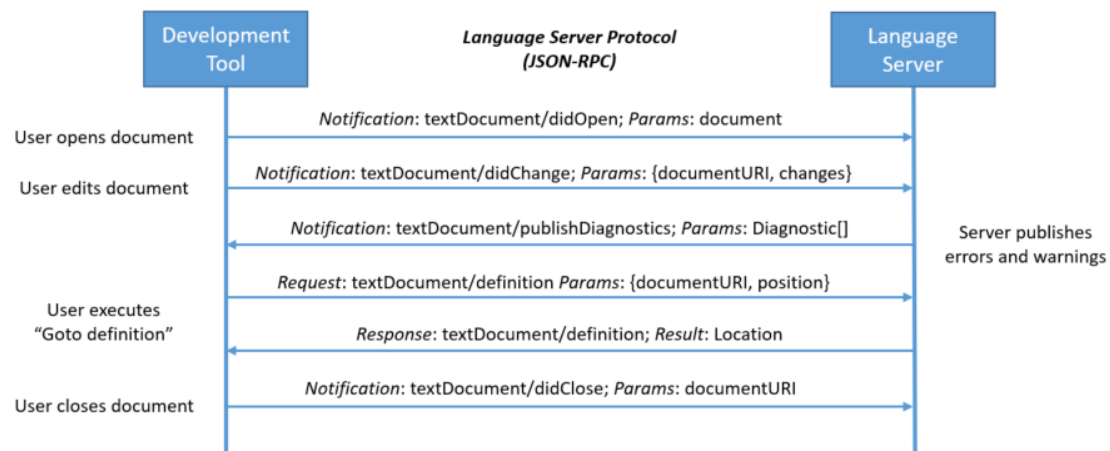 Development
Tool
Language Server Protocol
(JSON-RPC)
Language
Server
Notification: textDocument/didOpen; Params: document
User opens document
Notification: textDocument/didChange; Params: {documentURI, changes}
User edits document
Notification: textDocument/publishDiagnostics; Params: Diagnostic[]
Server publishes
errors and warnings
Request: textDocument/definition Params: {documentURI, position}
User executes
“Goto definition”
Response: textDocument/definition; Result: Location
Notification: textDocument/didClose; Params: documentURI
User closes document